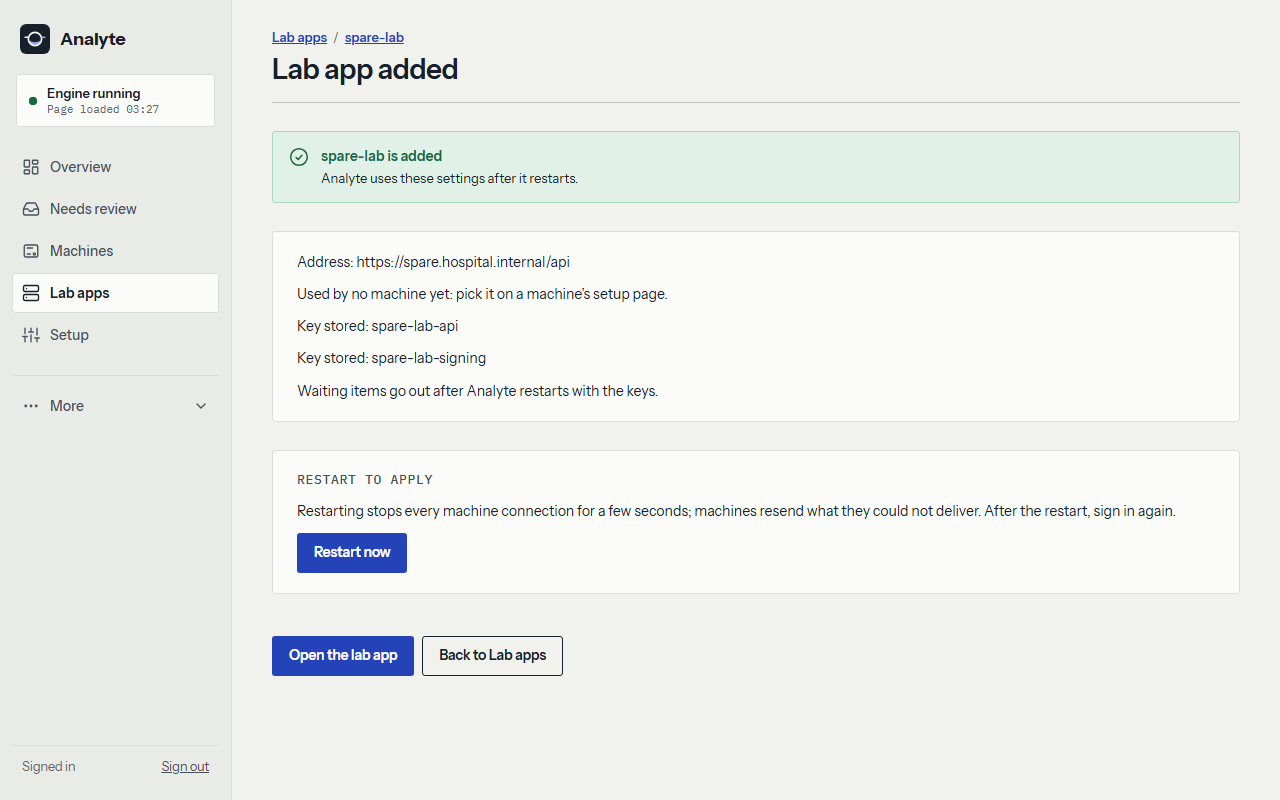 Analyte
Engine running
Page loaded 03:27
Overview
Needs review
Machines
Lab apps
Setup
More
Signed in
Sign out
Lab apps / spare-lab
Lab app added
spare-lab is added
Analyte uses these settings after it restarts.
Address: https://spare.hospital.internal/api
Used by no machine yet: pick it on a machine’s setup page.
Key stored: spare-lab-api
Key stored: spare-lab-signing
Waiting items go out after Analyte restarts with the keys.
RESTART TO APPLY
Restarting stops every machine connection for a few seconds; machines resend what they could not deliver. After the restart, sign in again.
Restart now
Open the lab app
Back to Lab apps